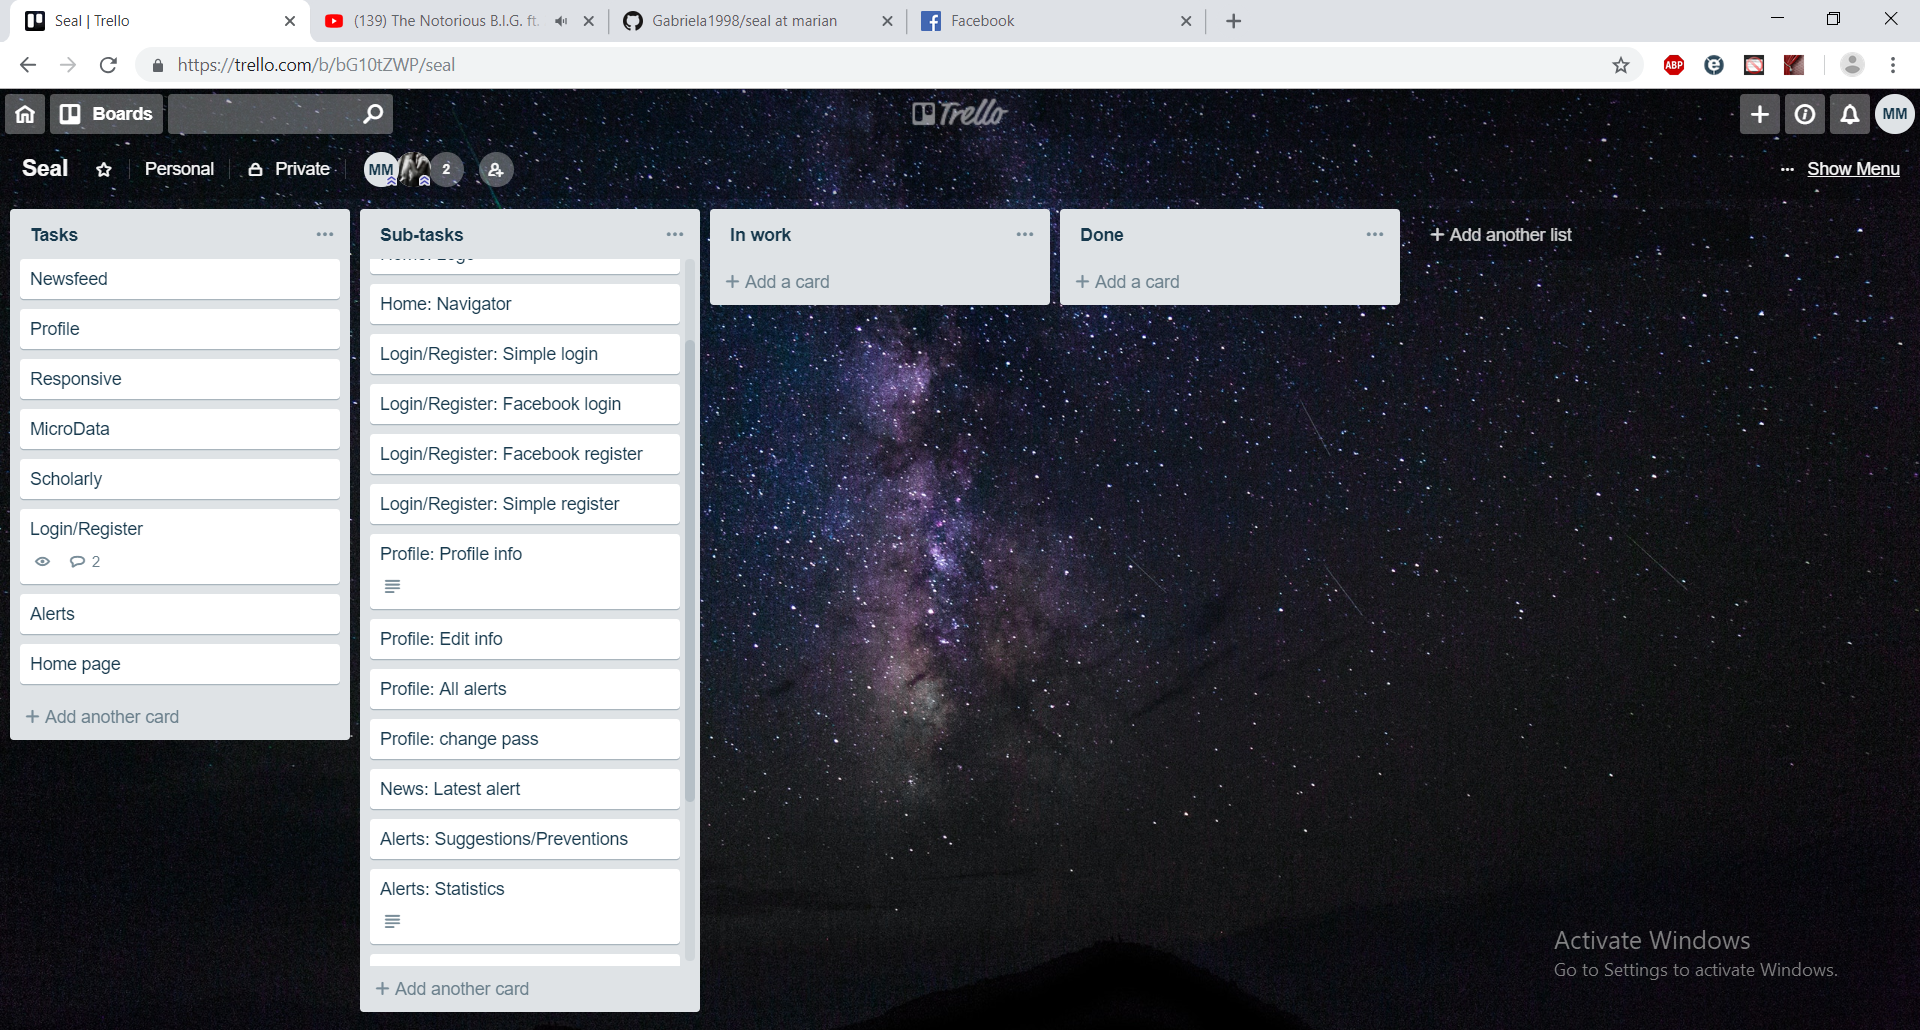 Seal | Trello
(139) The Notorious B.I.G. ft.
Gabriela1998/seal at marian
Facebook
https://trello.com/b/bG10tZWP/seal
ABP
Boards
Trello
MM
Seal
Personal
Private
MM
2
Show Menu
Tasks
Newsfeed
Profile
Responsive
MicroData
Scholarly
Login/Register
2
Alerts
Home page
+ Add another card
Sub-tasks
Home: Navigator
Login/Register: Simple login
Login/Register: Facebook login
Login/Register: Facebook register
Login/Register: Simple register
Profile: Profile info
Profile: Edit info
Profile: All alerts
Profile: change pass
News: Latest alert
Alerts: Suggestions/Preventions
Alerts: Statistics
+ Add another card
In work
+ Add a card
Done
+ Add a card
+ Add another list
Activate Windows
Go to Settings to activate Windows.